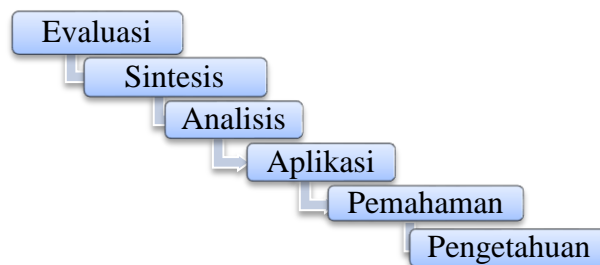 Evaluasi
Sintesis
Analisis
Aplikasi
Pemahaman
Pengetahuan